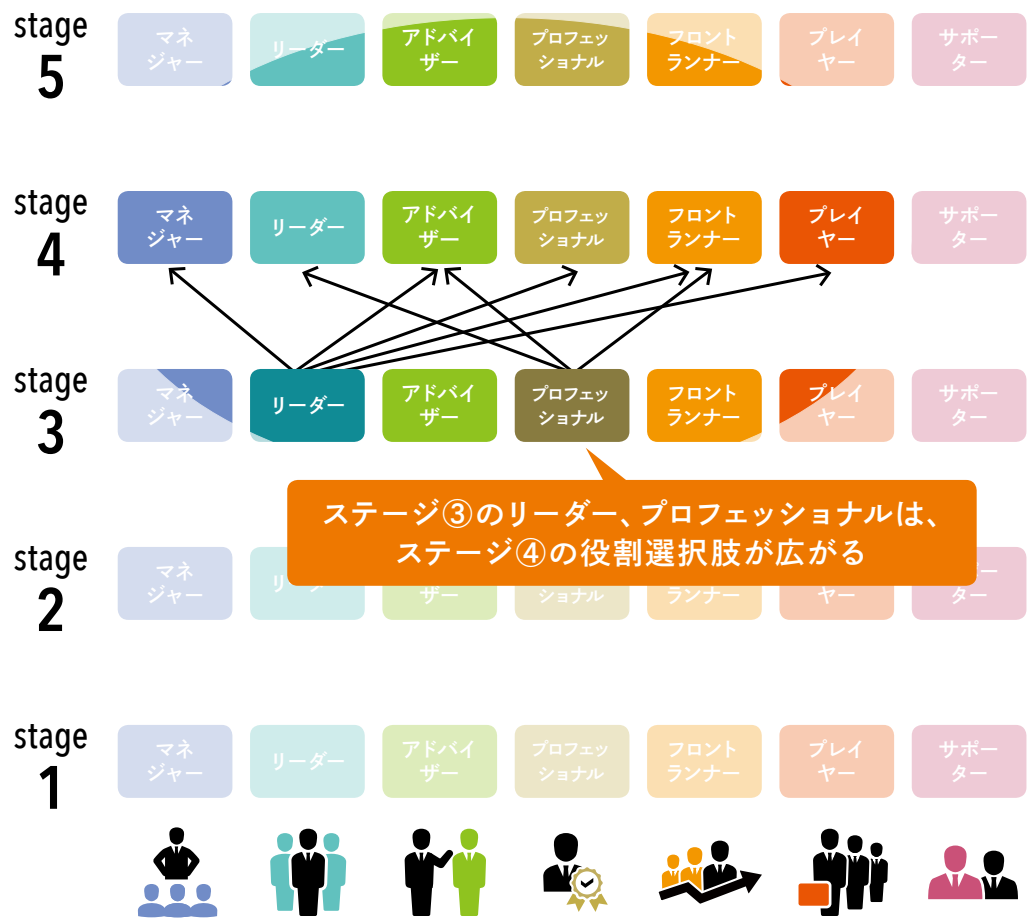 stage
5
マネ
ジャー
リーダー
アドバイ
ザー
プロフェッ
ショナル
フロント
ランナー
プレイ
ヤー
サポー
ター
stage
4
マネ
ジャー
リーダー
アドバイ
ザー
プロフェッ
ショナル
フロント
ランナー
プレイ
ヤー
サポー
ター
stage
3
マネ
ジャー
リーダー
アドバイ
ザー
プロフェッ
ショナル
フロント
ランナー
プレイ
ヤー
サポー
ター
ステージ③のリーダー、プロフェッショナルは、
ステージ④の役割選択肢が広がる
stage
2
マネ
ジャー
リ
ザー
ショナル
ランナー
ヤー
ター
stage
1
マネ
ジャー
リーダー
アドバイ
ザー
プロフェッ
ショナル
フロント
ランナー
プレイ
ヤー
サポー
ター